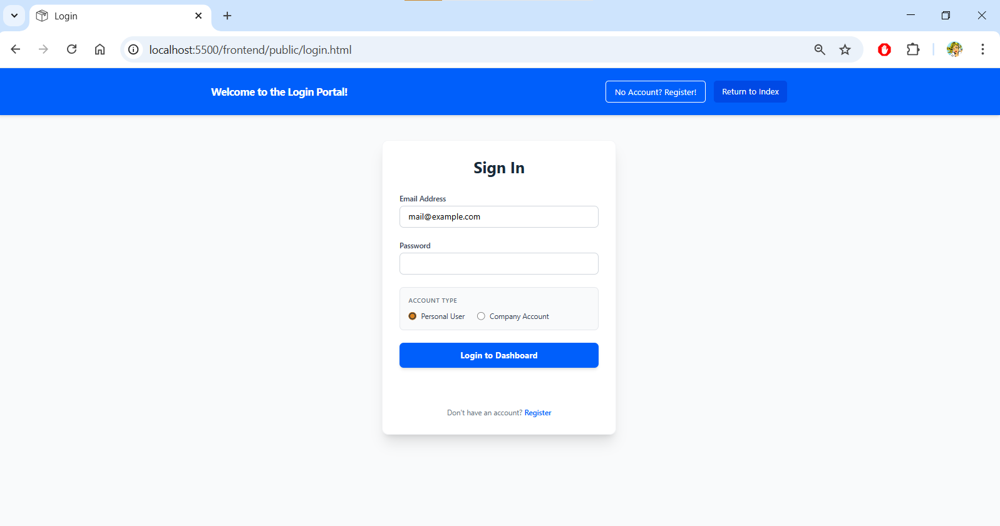 Login
localhost:5500/frontend/public/login.html
Welcome to the Login Portal!
No Account? Register!
Return to Index
Sign In
Email Address
mail@example.com
Password
ACCOUNT TYPE
Personal User
Company Account
Login to Dashboard
Don't have an account? Register